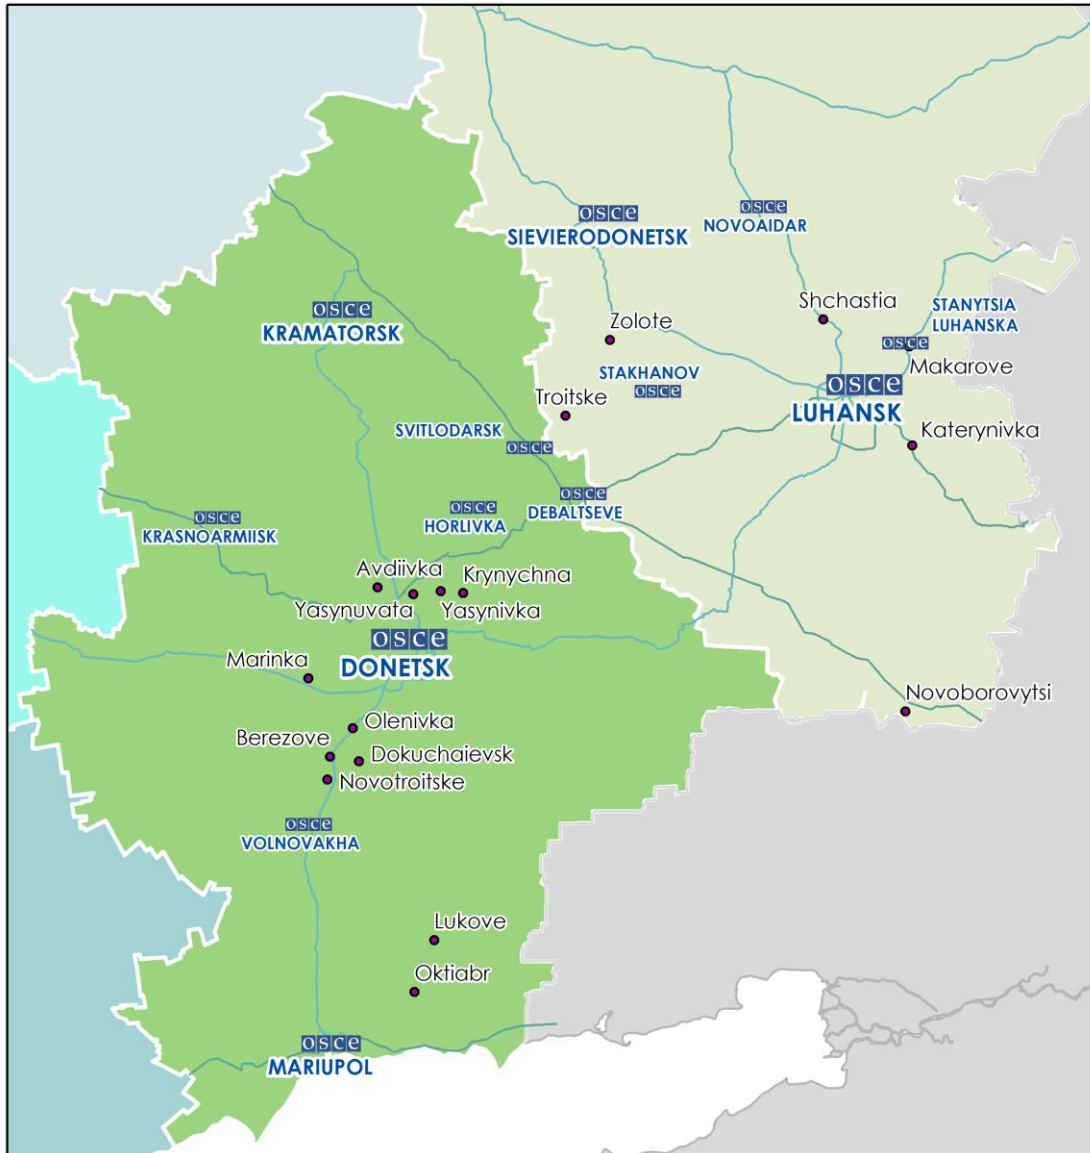 osce
SIEVIERODONETSK
osce
NOVOAIDAR
osce
KRAMATORSK
Shchastia
STANYTSIA
LUHANSKA
osce
Makarove
Zolote
STAKHANOV
osce
Troitske
osce
LUHANSK
Katerynivka
SVITLODARSK
osce
osce
DEBALTSEVE
osce
HORLIVKA
osce
KRASNOARMIISK
Avdiivka
Krynychna
Yasynuvata
Yasynivka
osce
DONETSK
Marinka
Novoborovytsi
Olenivka
Berezove
Dokuchaievsk
Novotroitske
osce
VOLNOVAKHA
Lukove
Oktiabr
osce
MARIUPOL